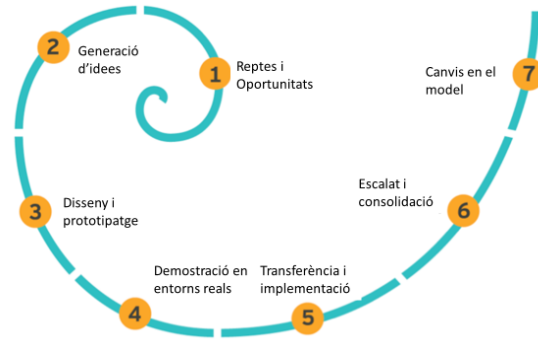 1
Reptes i
Oportunitats
2
Generació
d'idees
3
Disseny i
prototipatge
4
Demostració en
entorns reals
5
Transferència i
implementació
6
Escalat i
consolidació
7
Canvis en el
model